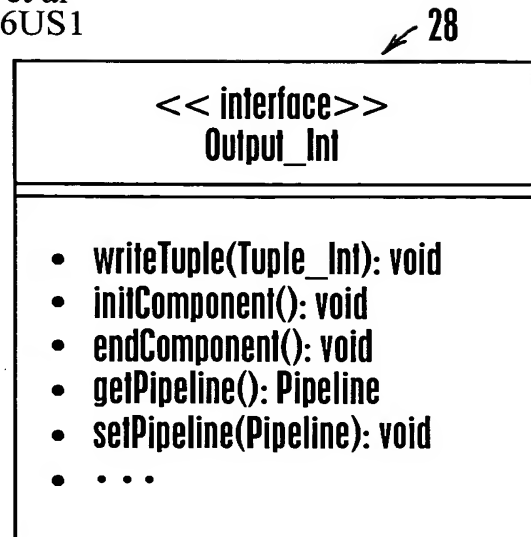 6US1
28
<< interface>>
Output_Int
• writeTuple(Tuple_Int): void
• initComponent(): void
• endComponent(): void
• getPipeline(): Pipeline
• setPipeline(Pipeline): void
• • • •